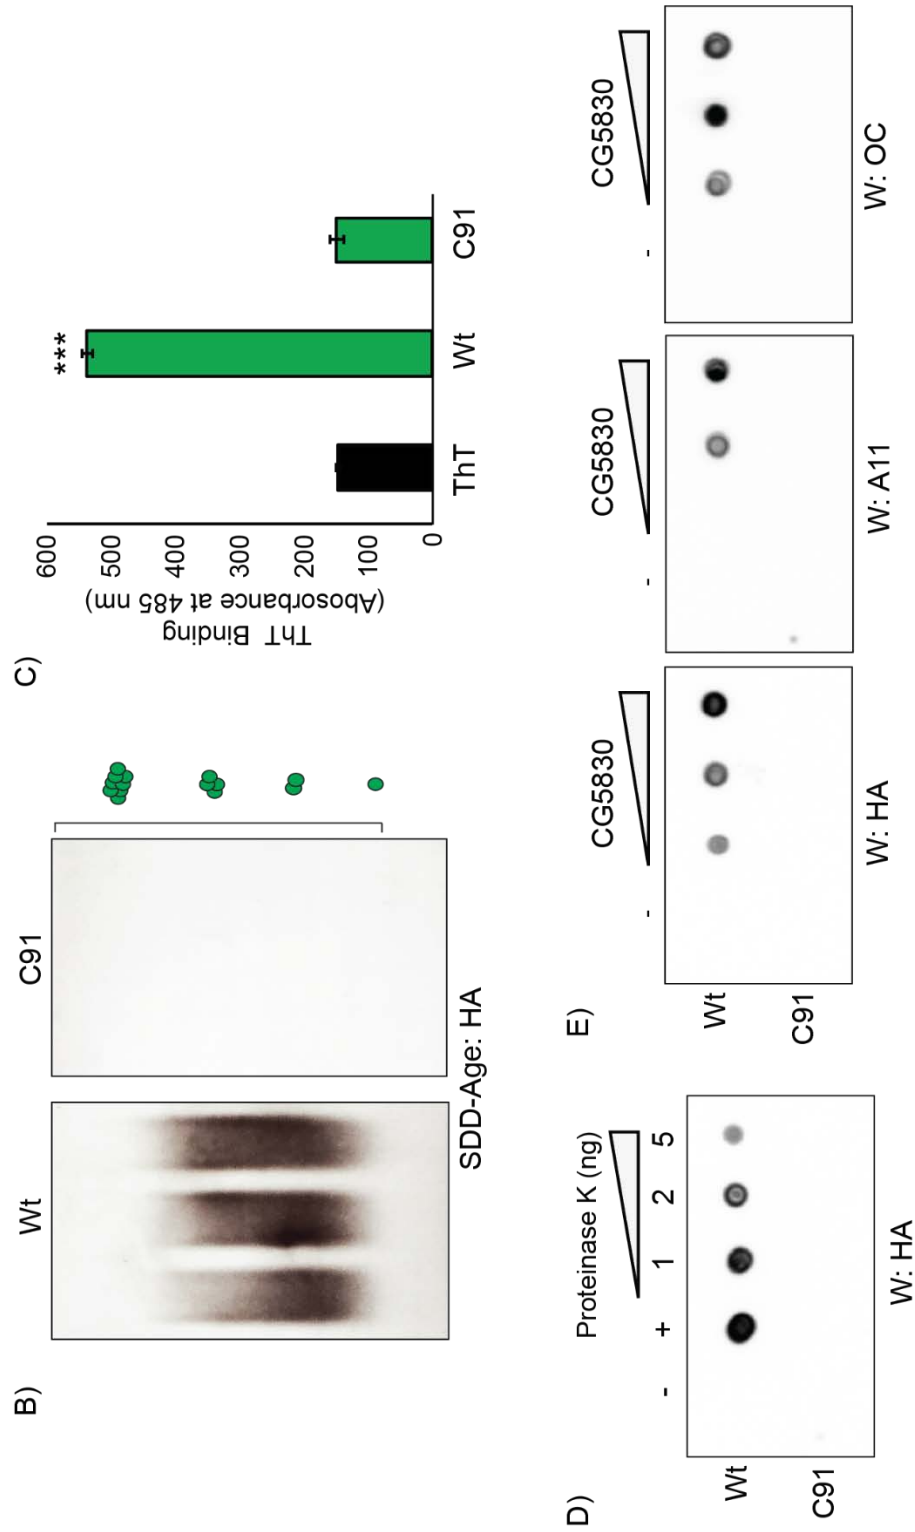 B)
Wt
C91
SDD-Age: HA
C)
ThT Binding
(Abosorbance at 485 nm)
600
500
400
300
200
100
0
***
ThT
Wt
C91
D)
Proteinase K (ng)
- + 1 2 5
Wt
C91
W: HA
E)
CG5830
-
Wt
C91
W: HA
CG5830
-
W: A11
CG5830
-
W: OC